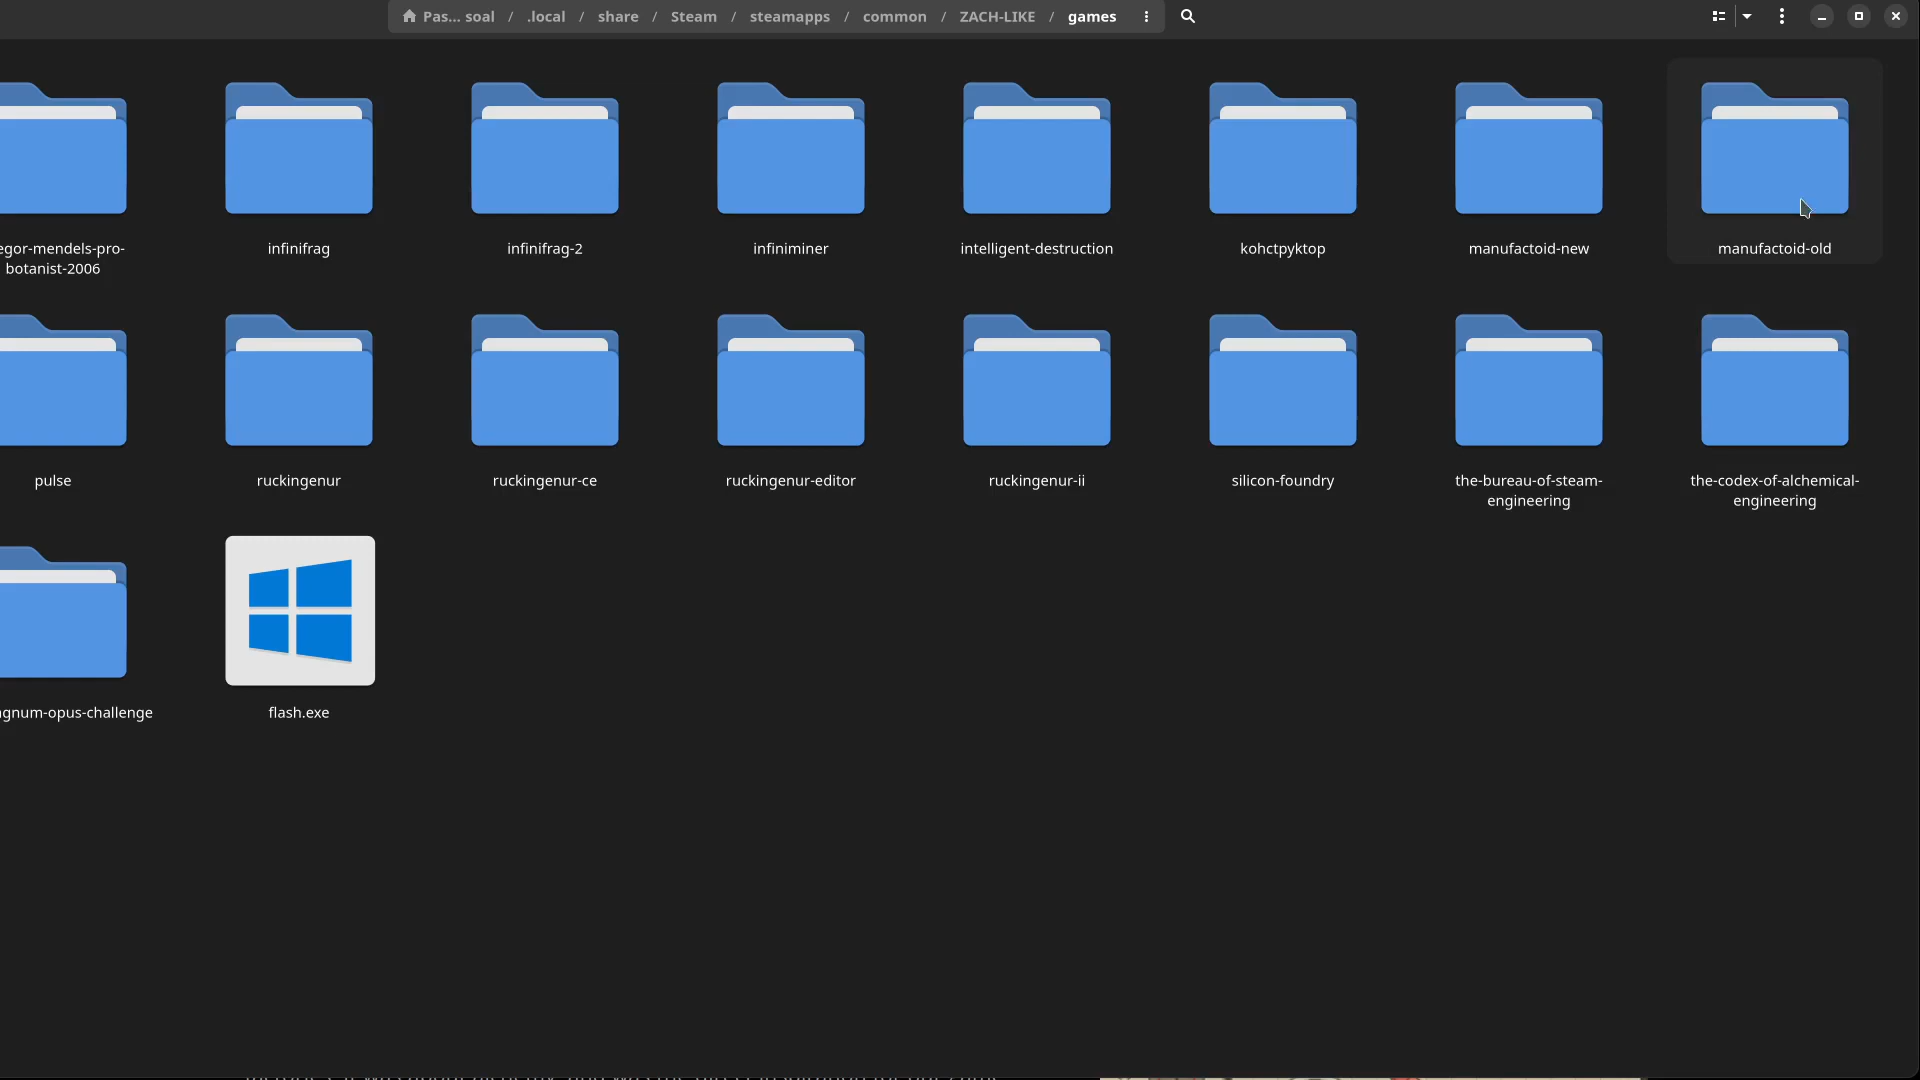 Pas... soal / .local / share / Steam / steamapps / common / ZACH-LIKE / games
egor-mendels-pro-
botanist-2006
infinifrag
infinifrag-2
infiniminer
intelligent-destruction
kohctpyktop
manufactoid-new
manufactoid-old
pulse
ruckingenur
ruckingenur-ce
ruckingenur-editor
ruckingenur-ii
silicon-foundry
the-bureau-of-steam-
engineering
the-codex-of-alchemical-
engineering
gnum-opus-challenge
flash.exe